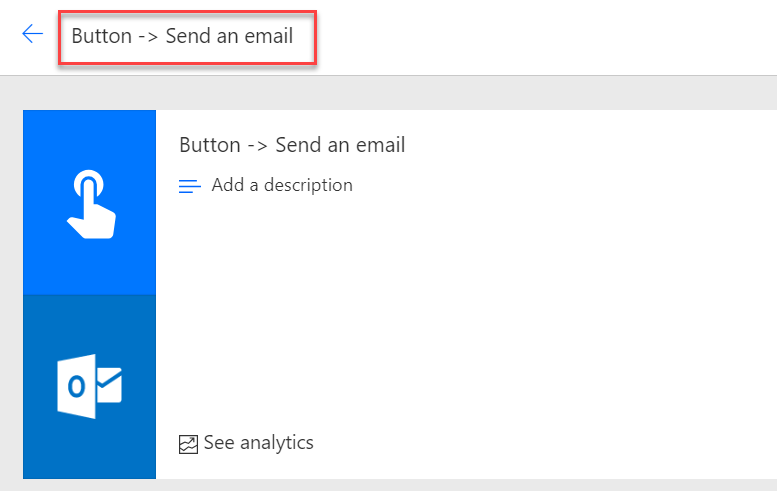 Button -> Send an email
Button -> Send an email
Add a description
See analytics